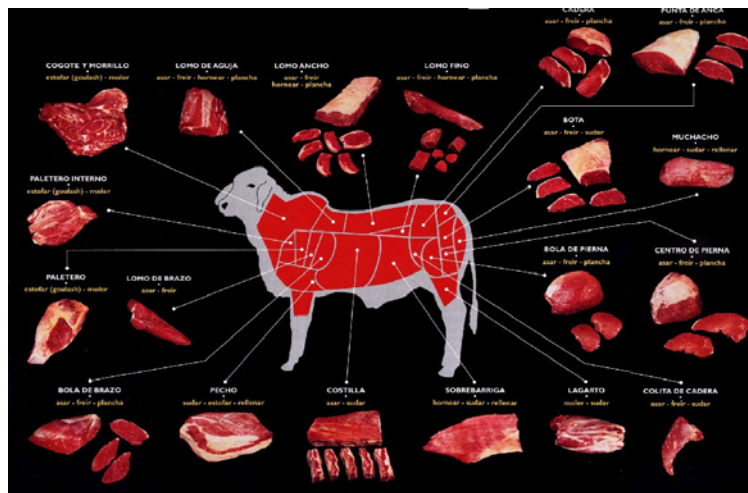 CADERA
asar - freir - plancha
PUNTA DE ANCA
asar - freir - plancha
COGOTE Y MORRILLO
estofar (goulash) - moler
LOMO DE AGUJA
asar - freir - hornear - plancha
LOMO ANCHO
asar - freir
hornear - plancha
LOMO FINO
asar - freir - hornear - plancha
BOTA
asar - freir - sudar
MUCHACHO
hornear - sudar - rellenar
PALETERO INTERNO
estofar (goulash) - moler
PALETERO
estofar (goulash) - moler
LOMO DE BRAZO
asar - freir
BOLA DE PIERNA
asar - freir - plancha
CENTRO DE PIERNA
asar - freir - plancha
BOLA DE BRAZO
asar - freir - plancha
PECHO
sudar - estofar - rellenar
COSTILLA
asar - sudar
SOBREBARRIGA
hornear - sudar - rellenar
LAGARTO
moler - sudar
COLITA DE CADERA
asar - freir - sudar